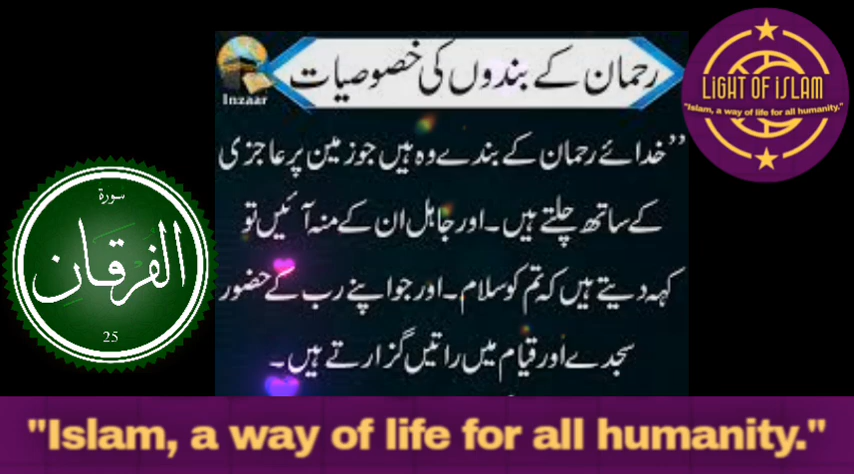 رحمان کے بندوں کی خصوصیات
Inzaar
LIGHT OF iSLAM
"Islam, a way of life for all humanity."
’’خدائے رحمان کے بندے وہ ہیں جو زمین پر عاجزی
کے ساتھ چلتے ہیں۔ اور جاہل ان کے منہ آئیں تو
کہہ دیتے ہیں کہ تم کو سلام۔ اور جو اپنے رب کے حضور
سجدے اور قیام میں راتیں گزارتے ہیں۔
سورة
الفرقان
25
"Islam, a way of life for all humanity."